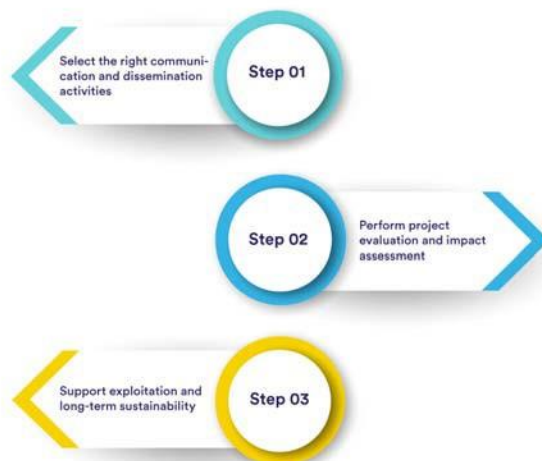 Select the right communi-
cation and dissemination
activities
Step 01
Step 02
Perform project
evaluation and impact
assessment
Support exploitation and
long-term sustainability
Step 03